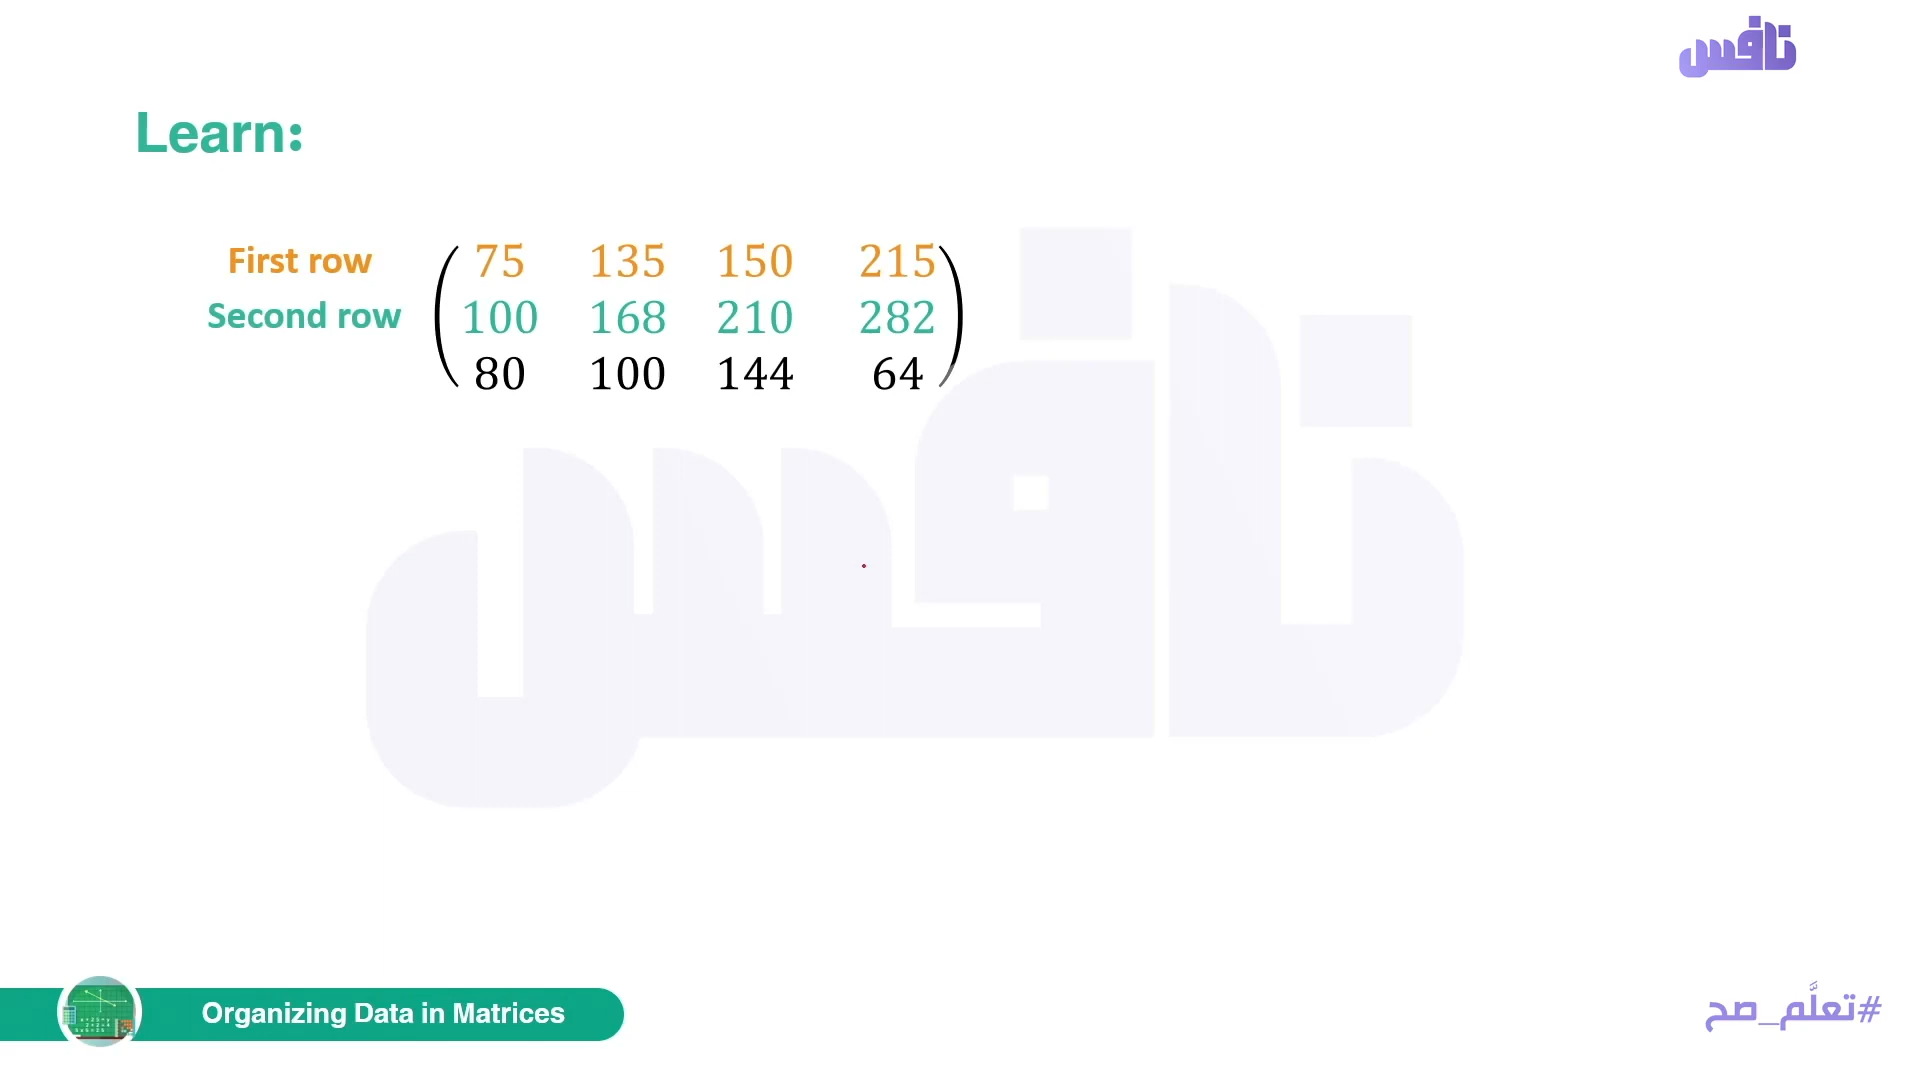 نافس
Learn:
First row 75 135 150 215
Second row 100 168 210 282
80 100 144 64
نافس
Organizing Data in Matrices
#تعلَّم_صح